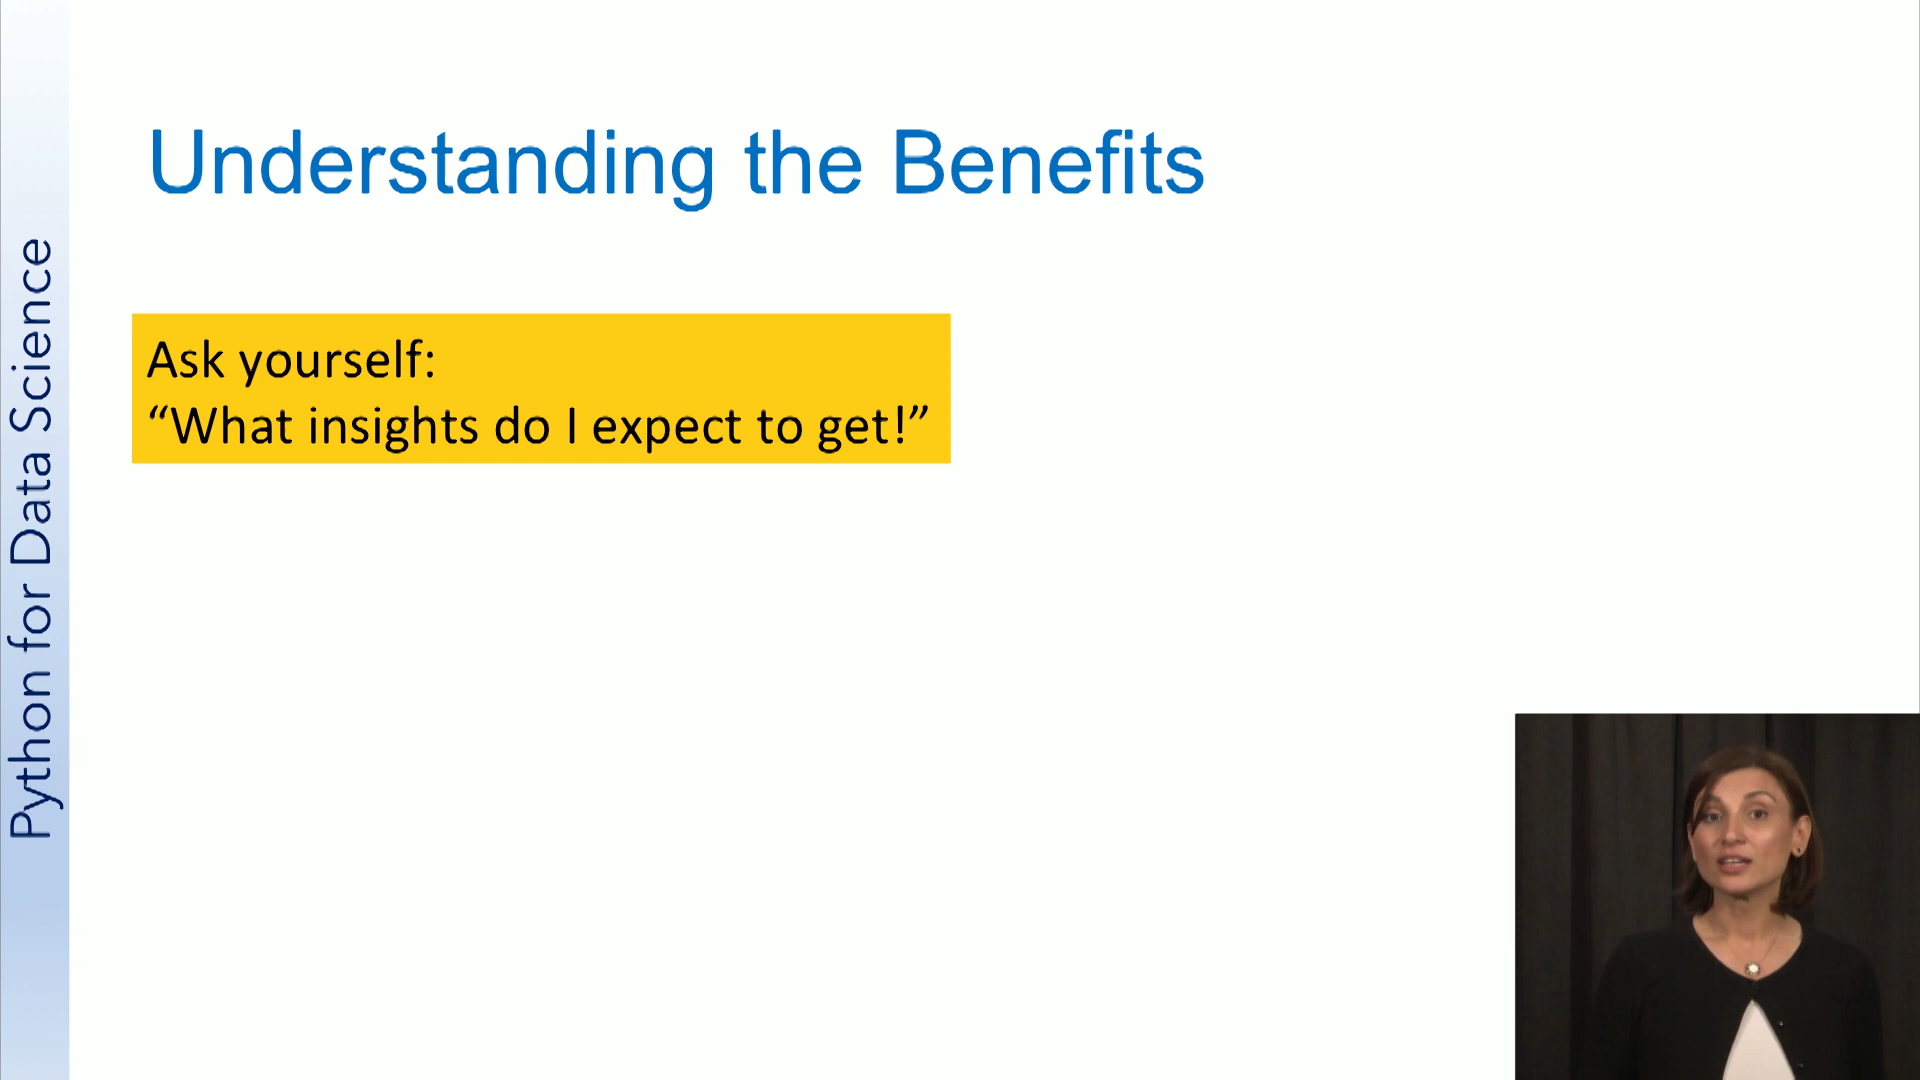 Understanding the Benefits
Ask yourself:
“What insights do I expect to get!”
Python for Data Science